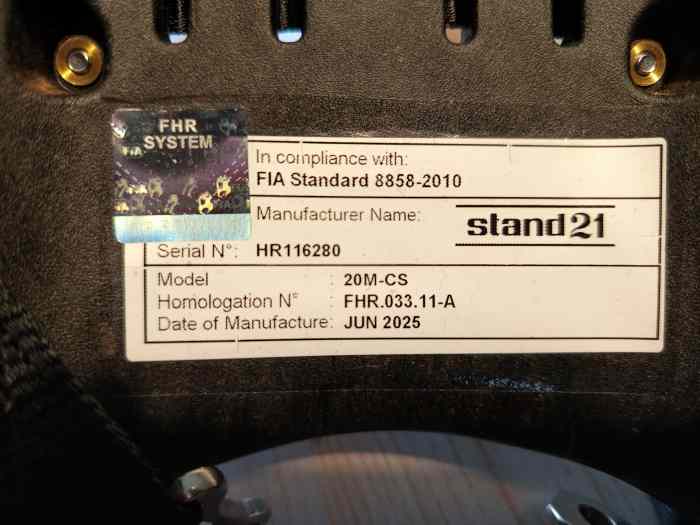 FHR
SYSTEM
FIA
In compliance with:
FIA Standard 8858-2010
Manufacturer Name:
stand21
Serial N°: HR116280
Model : 20M-CS
Homologation N° : FHR.033.11-A
Date of Manufacture: JUN 2025